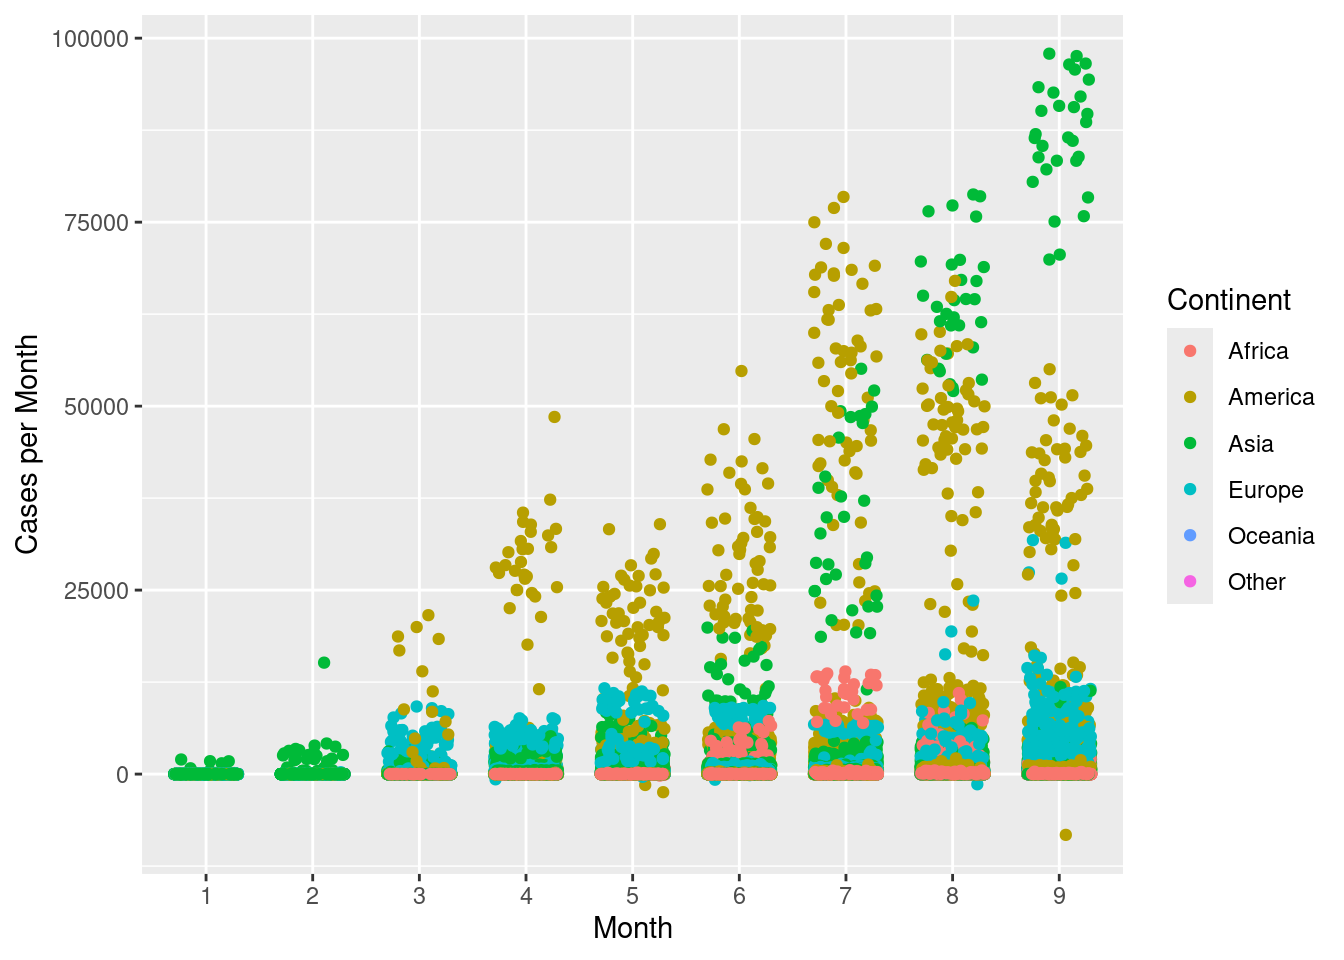 100000
75000
50000
25000
0
Cases per Month
1 2 3 4 5 6 7 8 9
Month
Continent
Africa
America
Asia
Europe
Oceania
Other